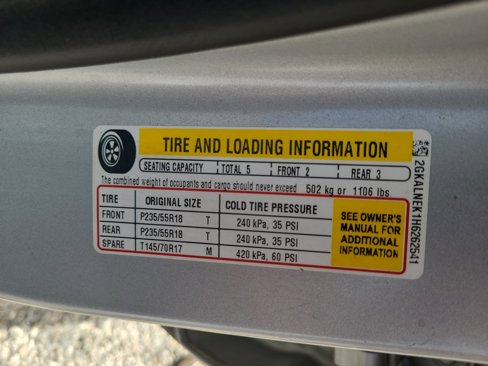 TIRE AND LOADING INFORMATION
SEATING CAPACITY TOTAL 5 FRONT 2 REAR 3
The combined weight of occupants and cargo should never exceed 502 kg or 1106 lbs
TIRE ORIGINAL SIZE COLD TIRE PRESSURE
FRONT P235/55R18 T 240 kPa, 35 PSI
REAR P235/55R18 T 240 kPa, 35 PSI
SPARE T145/70R17 M 420 kPa, 60 PSI
SEE OWNER'S
MANUAL FOR
ADDITIONAL
INFORMATION
2GKALNEK1H6262541